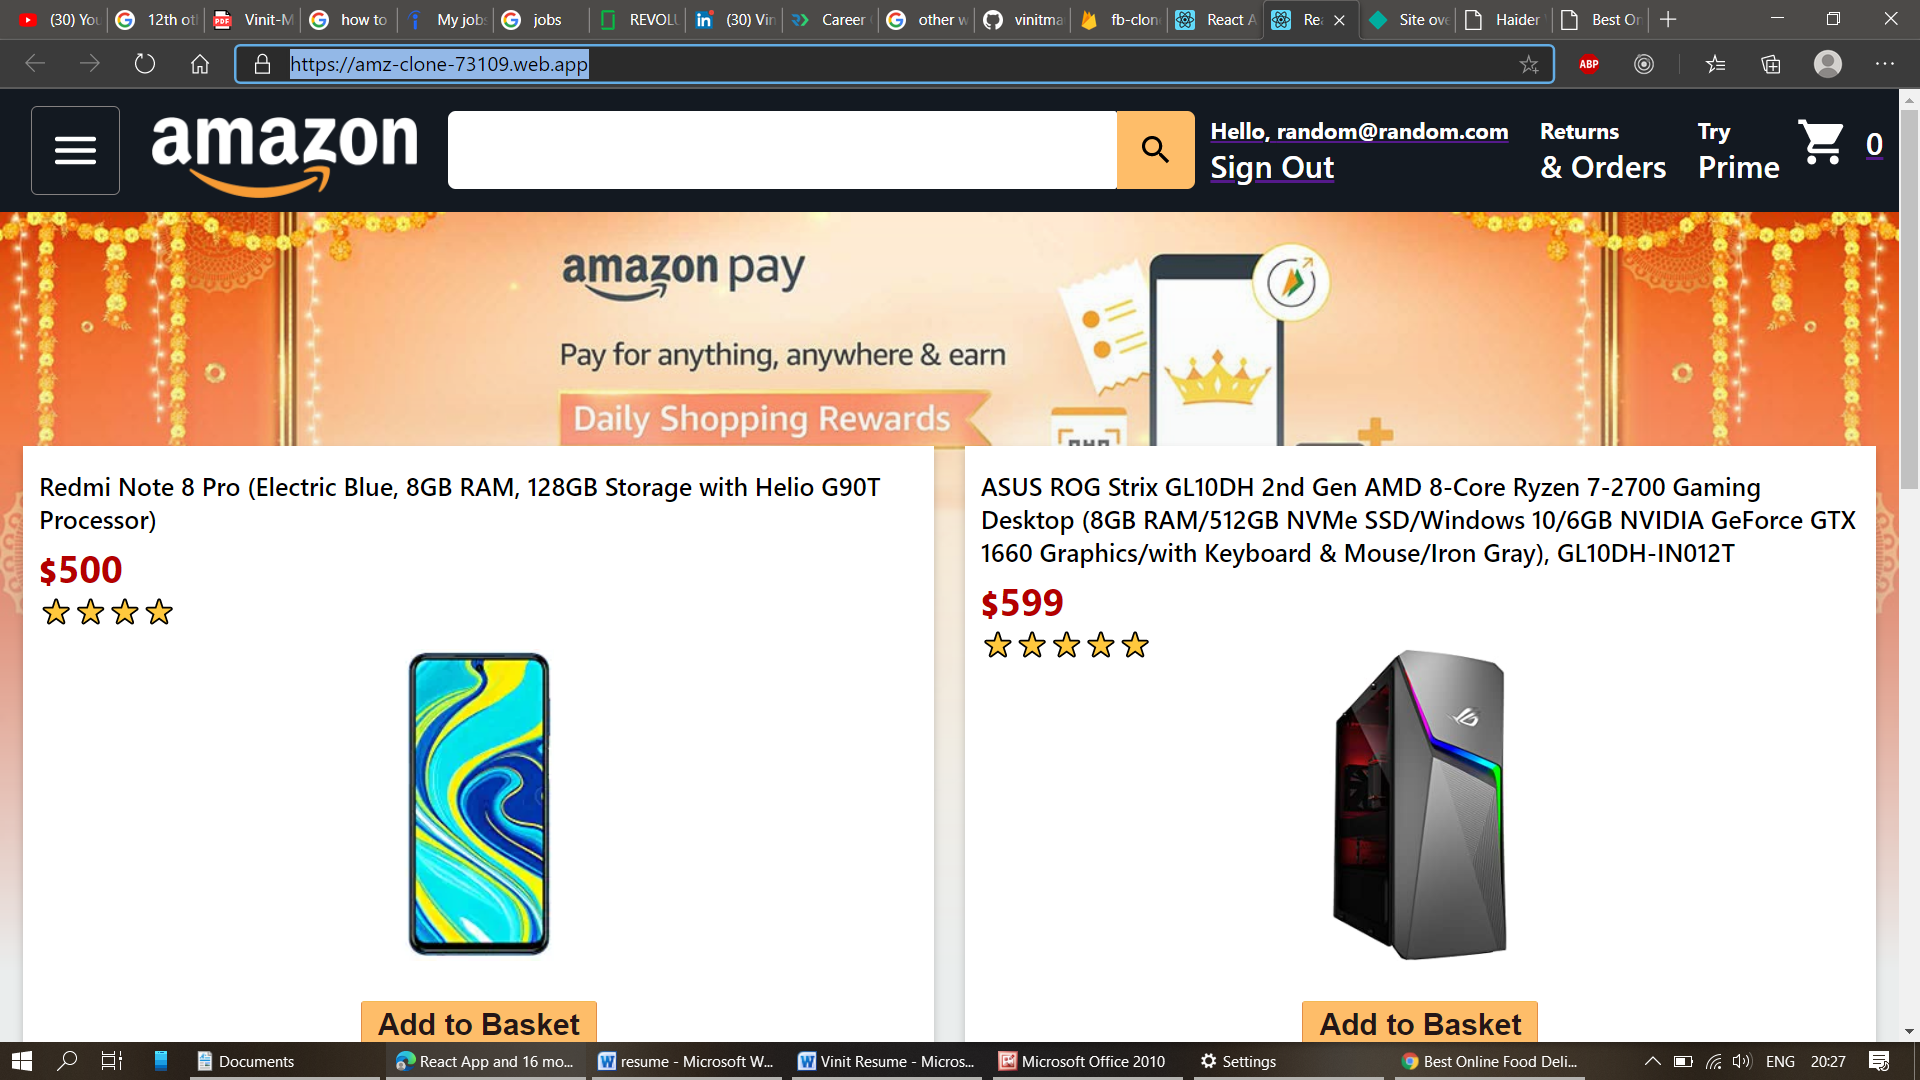 (30) You
12th ot
Vinit-M
how to
My jobs
jobs
REVOLU
(30) Vin
Career
other w
vinitma
fb-clon
React A
Rea
Site ove
Haider
Best On
https://amz-clone-73109.web.app
ABP
amazon
Hello, random@random.com
Sign Out
Returns
& Orders
Try
Prime
0
amazon pay
Pay for anything, anywhere & earn
Daily Shopping Rewards
Redmi Note 8 Pro (Electric Blue, 8GB RAM, 128GB Storage with Helio G90T
Processor)
$500
ASUS ROG Strix GL10DH 2nd Gen AMD 8-Core Ryzen 7-2700 Gaming
Desktop (8GB RAM/512GB NVMe SSD/Windows 10/6GB NVIDIA GeForce GTX
1660 Graphics/with Keyboard & Mouse/Iron Gray), GL10DH-IN012T
$599
Add to Basket
Add to Basket
Documents
React App and 16 mo...
resume - Microsoft W...
Vinit Resume - Micros...
Microsoft Office 2010
Settings
Best Online Food Deli...
ENG
20:27